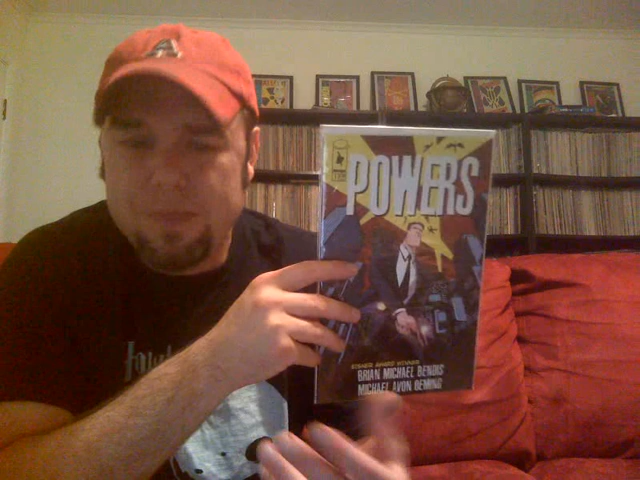 A
POWERS
EISNER AWARD WINNER
BRIAN MICHAEL BENDIS
MICHAEL AVON OEMING